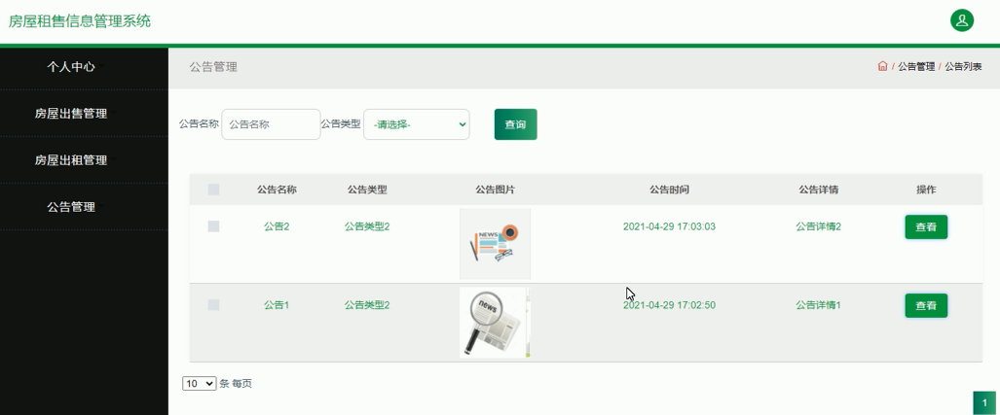 房屋租售信息管理系统
个人中心
房屋出售管理
房屋出租管理
公告管理
公告管理
/ 公告管理 / 公告列表
公告名称 公告名称 公告类型 -请选择- 查询
公告名称 公告类型 公告图片 公告时间 公告详情 操作
公告2 公告类型2 NEWS 2021-04-29 17:03:03 公告详情2 查看
公告1 公告类型2 news 2021-04-29 17:02:50 公告详情1 查看
10 条 每页
1